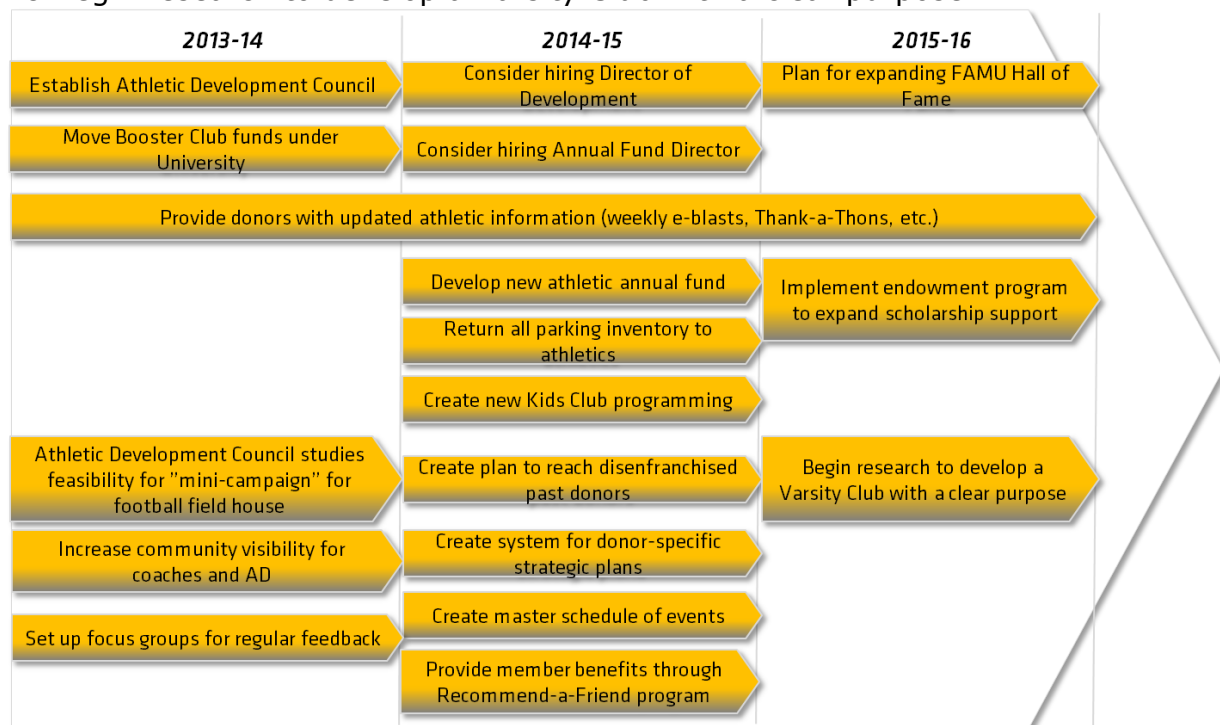 2013-14
2014-15
2015-16
Establish Athletic Development Council
Consider hiring Director of
Development
Plan for expanding FAMU Hall of
Fame
Move Booster Club funds under
University
Consider hiring Annual Fund Director
Provide donors with updated athletic information (weekly e-blasts, Thank-a-Thons, etc.)
Develop new athletic annual fund
Implement endowment program
to expand scholarship support
Return all parking inventory to
athletics
Create new Kids Club programming
Athletic Development Council studies
feasibility for ”mini-campaign” for
football field house
Create plan to reach disenfranchised
past donors
Begin research to develop a
Varsity Club with a clear purpose
Increase community visibility for
coaches and AD
Create system for donor-specific
strategic plans
Set up focus groups for regular feedback
Create master schedule of events
Provide member benefits through
Recommend-a-Friend program